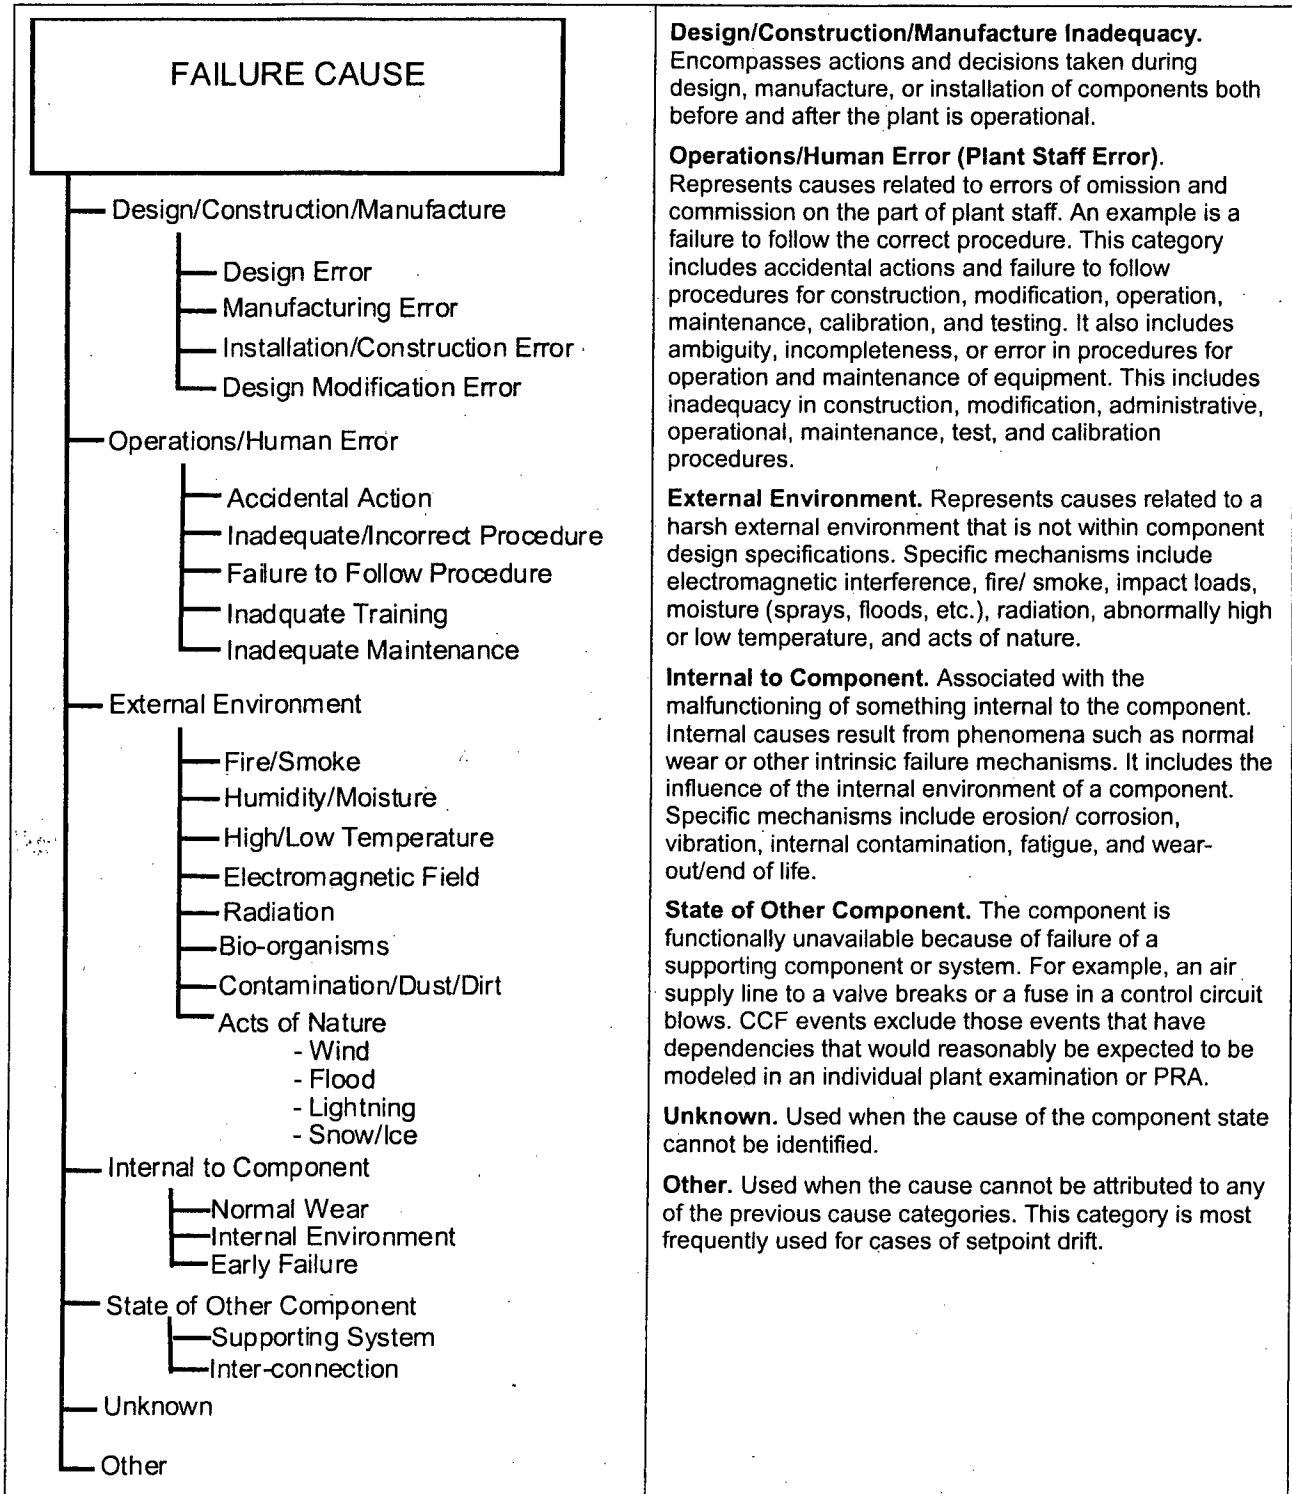 FAILURE CAUSE
Design/Construction/Manufacture
Design Error
Manufacturing Error
Installation/Construction Error
Design Modification Error
Operations/Human Error
Accidental Action
Inadequate/Incorrect Procedure
Failure to Follow Procedure
Inadquate Training
Inadequate Maintenance
External Environment
Fire/Smoke
Humidity/Moisture
High/Low Temperature
Electromagnetic Field
Radiation
Bio-organisms
Contamination/Dust/Dirt
Acts of Nature
- Wind
- Flood
- Lightning
- Snow/Ice
Internal to Component
Normal Wear
Internal Environment
Early Failure
State of Other Component
Supporting System
Inter-connection
Unknown
Other
Design/Construction/Manufacture Inadequacy.
Encompasses actions and decisions taken during
design, manufacture, or installation of components both
before and after the plant is operational.
Operations/Human Error (Plant Staff Error).
Represents causes related to errors of omission and
commission on the part of plant staff. An example is a
failure to follow the correct procedure. This category
includes accidental actions and failure to follow
procedures for construction, modification, operation,
maintenance, calibration, and testing. It also includes
ambiguity, incompleteness, or error in procedures for
operation and maintenance of equipment. This includes
inadequacy in construction, modification, administrative,
operational, maintenance, test, and calibration
procedures.
External Environment. Represents causes related to a
harsh external environment that is not within component
design specifications. Specific mechanisms include
electromagnetic interference, fire/ smoke, impact loads,
moisture (sprays, floods, etc.), radiation, abnormally high
or low temperature, and acts of nature.
Internal to Component. Associated with the
malfunctioning of something internal to the component.
Internal causes result from phenomena such as normal
wear or other intrinsic failure mechanisms. It includes the
influence of the internal environment of a component.
Specific mechanisms include erosion/ corrosion,
vibration, internal contamination, fatigue, and wear-
out/end of life.
State of Other Component. The component is
functionally unavailable because of failure of a
supporting component or system. For example, an air
supply line to a valve breaks or a fuse in a control circuit
blows. CCF events exclude those events that have
dependencies that would reasonably be expected to be
modeled in an individual plant examination or PRA.
Unknown. Used when the cause of the component state
cannot be identified.
Other. Used when the cause cannot be attributed to any
of the previous cause categories. This category is most
frequently used for cases of setpoint drift.